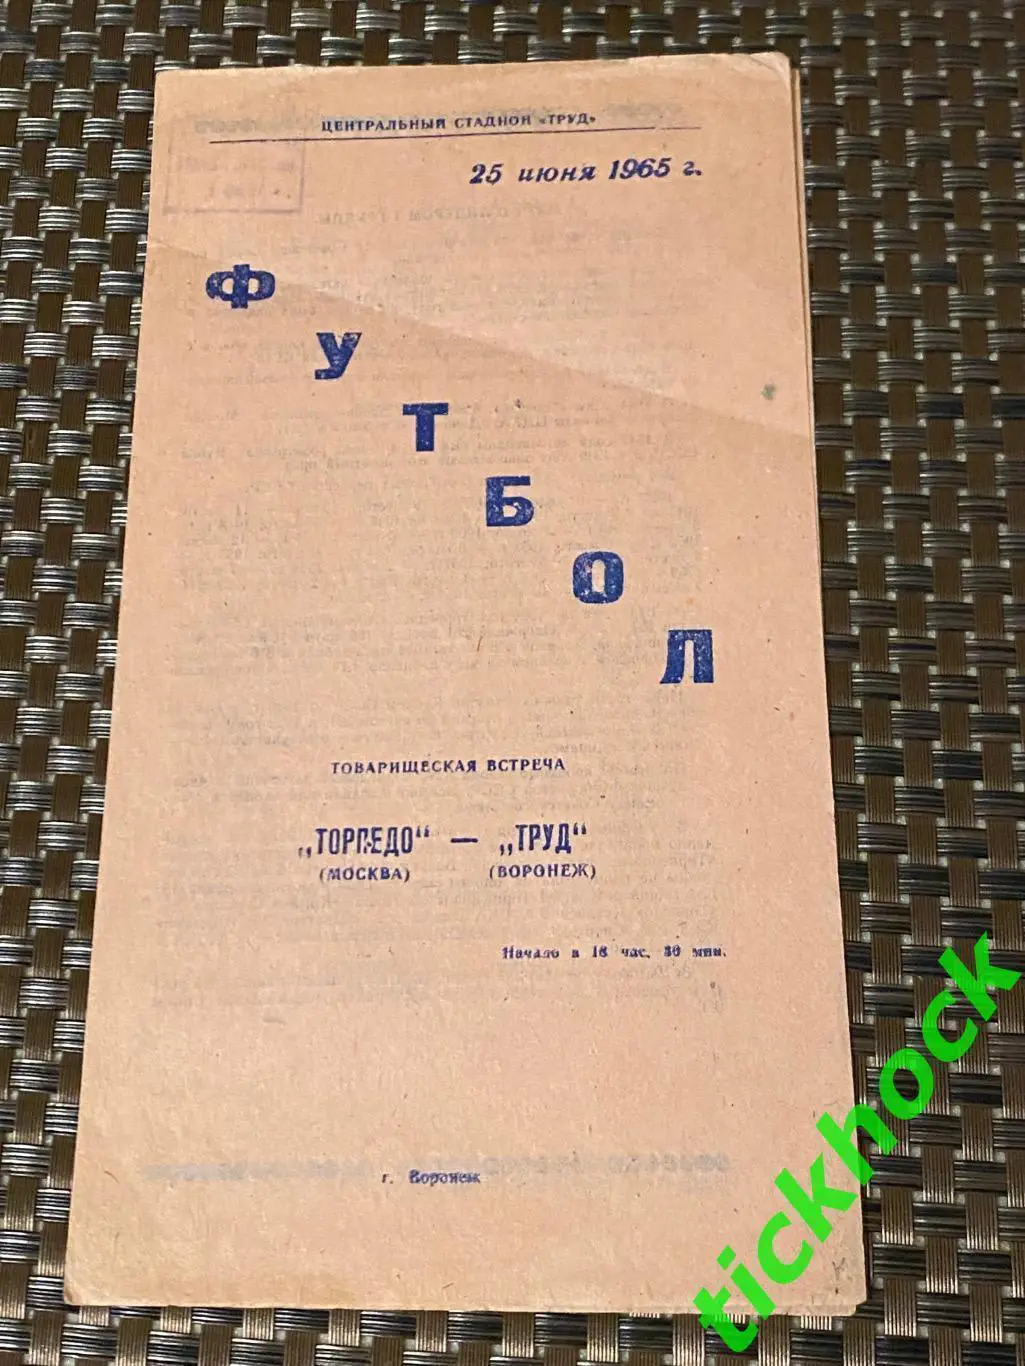 ЦЕНТРАЛЬНЫЙ СТАДИОН «ТРУД»
25 июня 1965 г.
ФУТБОЛ
ТОВАРИЩЕСКАЯ ВСТРЕЧА
„ТОРПЕДО“ — „ТРУД“
(МОСКВА) (ВОРОНЕЖ)
Начало в 18 час. 30 мин.
г. Воронеж
tickhock